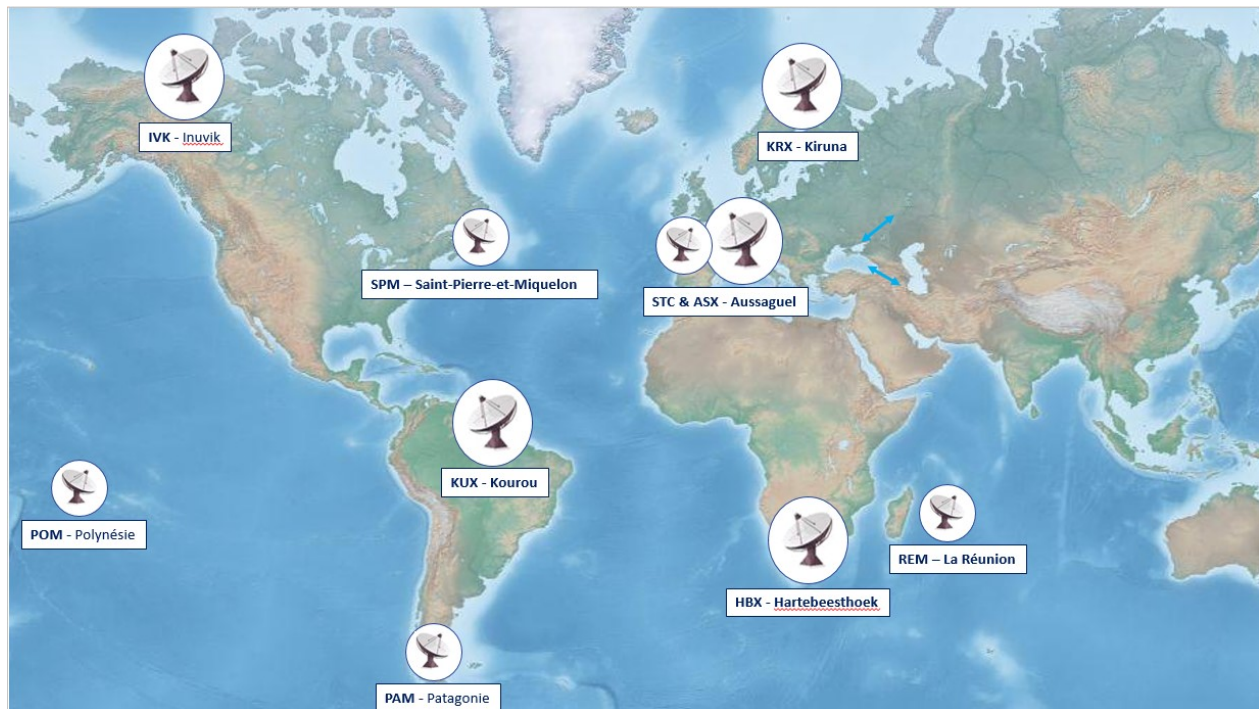 IVK - Inuvik
KRX - Kiruna
SPM – Saint-Pierre-et-Miquelon
STC & ASX - Aussaguel
KUX - Kourou
POM - Polynésie
REM – La Réunion
HBX - Hartebeesthoek
PAM - Patagonie